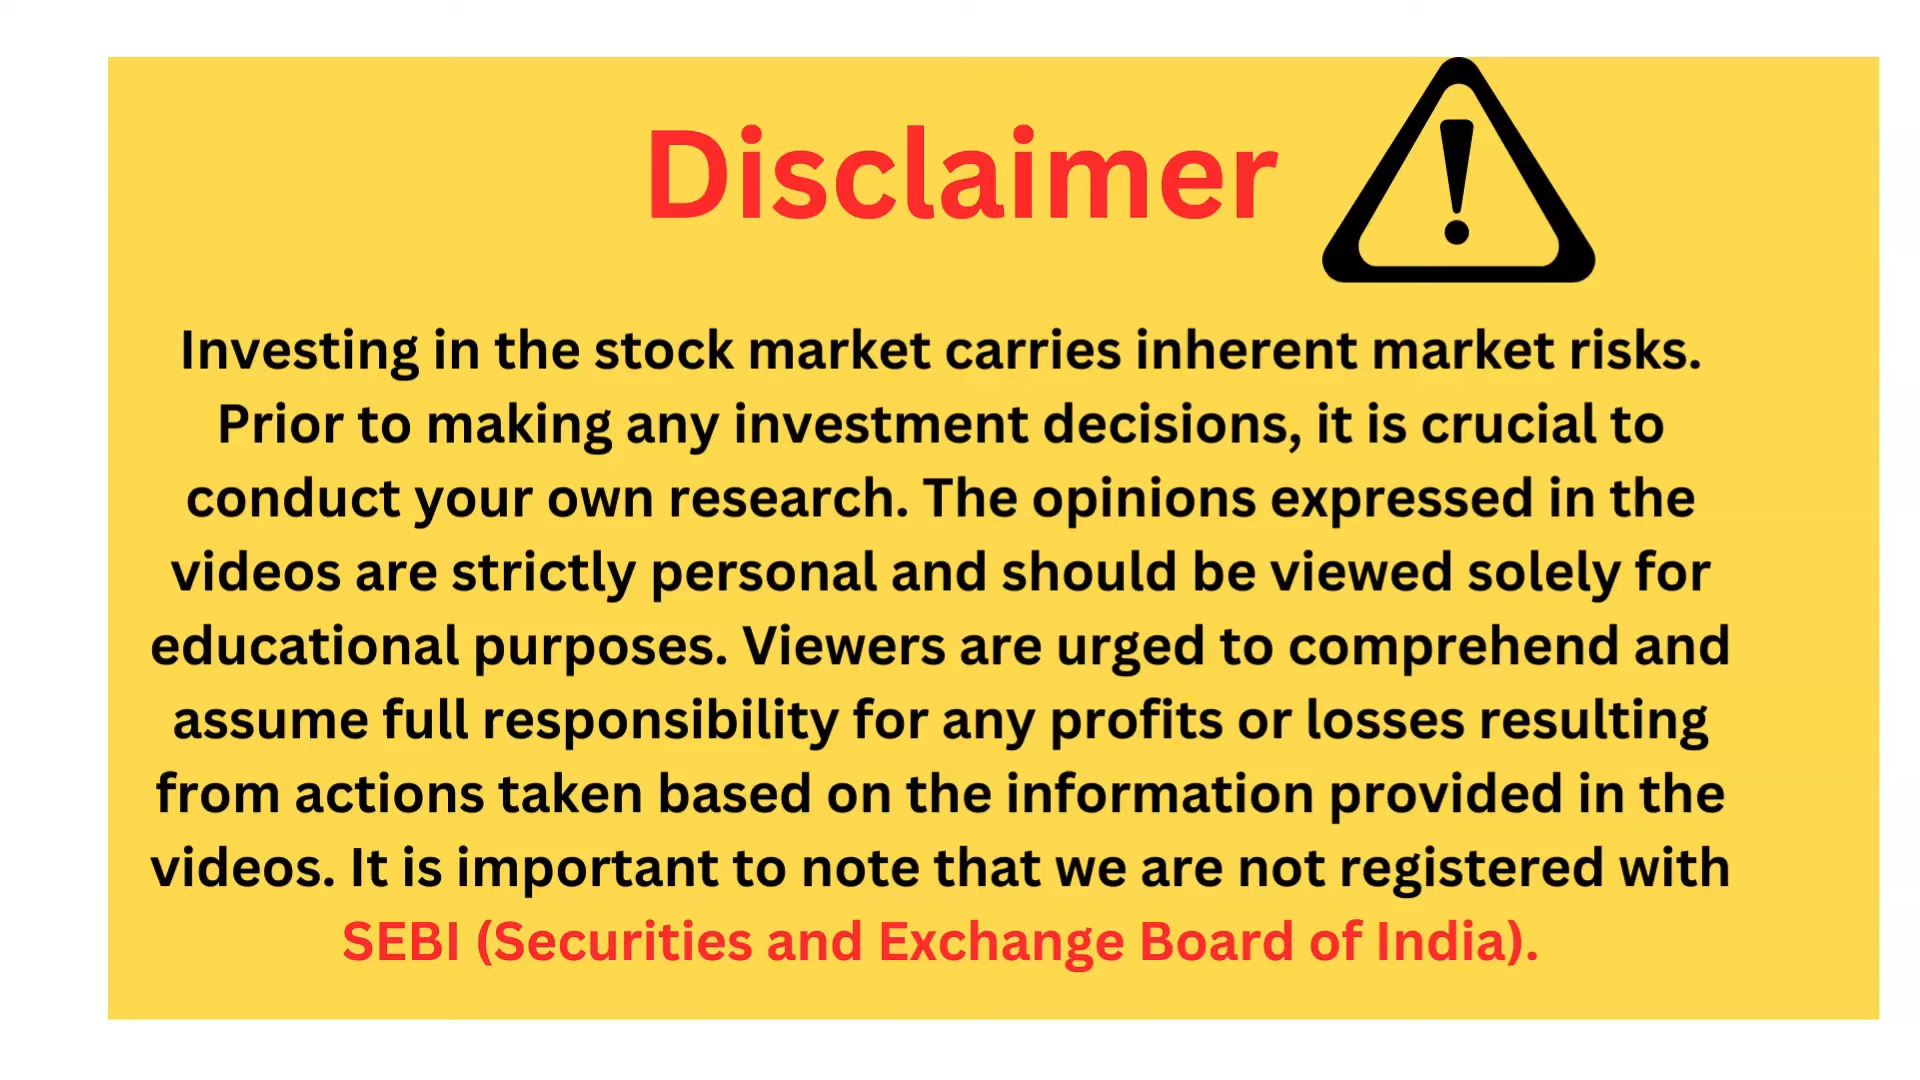 Disclaimer
Investing in the stock market carries inherent market risks.
Prior to making any investment decisions, it is crucial to
conduct your own research. The opinions expressed in the
videos are strictly personal and should be viewed solely for
educational purposes. Viewers are urged to comprehend and
assume full responsibility for any profits or losses resulting
from actions taken based on the information provided in the
videos. It is important to note that we are not registered with
SEBI (Securities and Exchange Board of India).